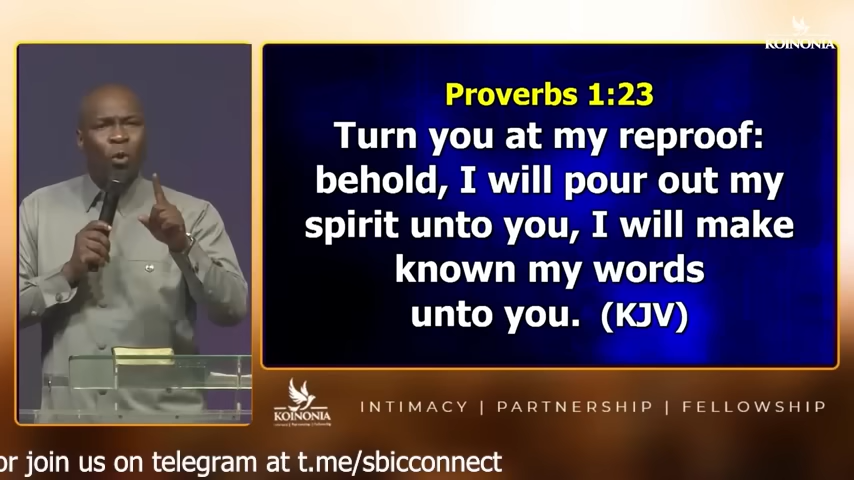 KOINONIA
Proverbs 1:23
Turn you at my reproof:
behold, I will pour out my
spirit unto you, I will make
known my words
unto you.  (KJV)
KOINONIA
INTIMACY | PARTNERSHIP | FELLOWSHIP
or join us on telegram at t.me/sbicconnect